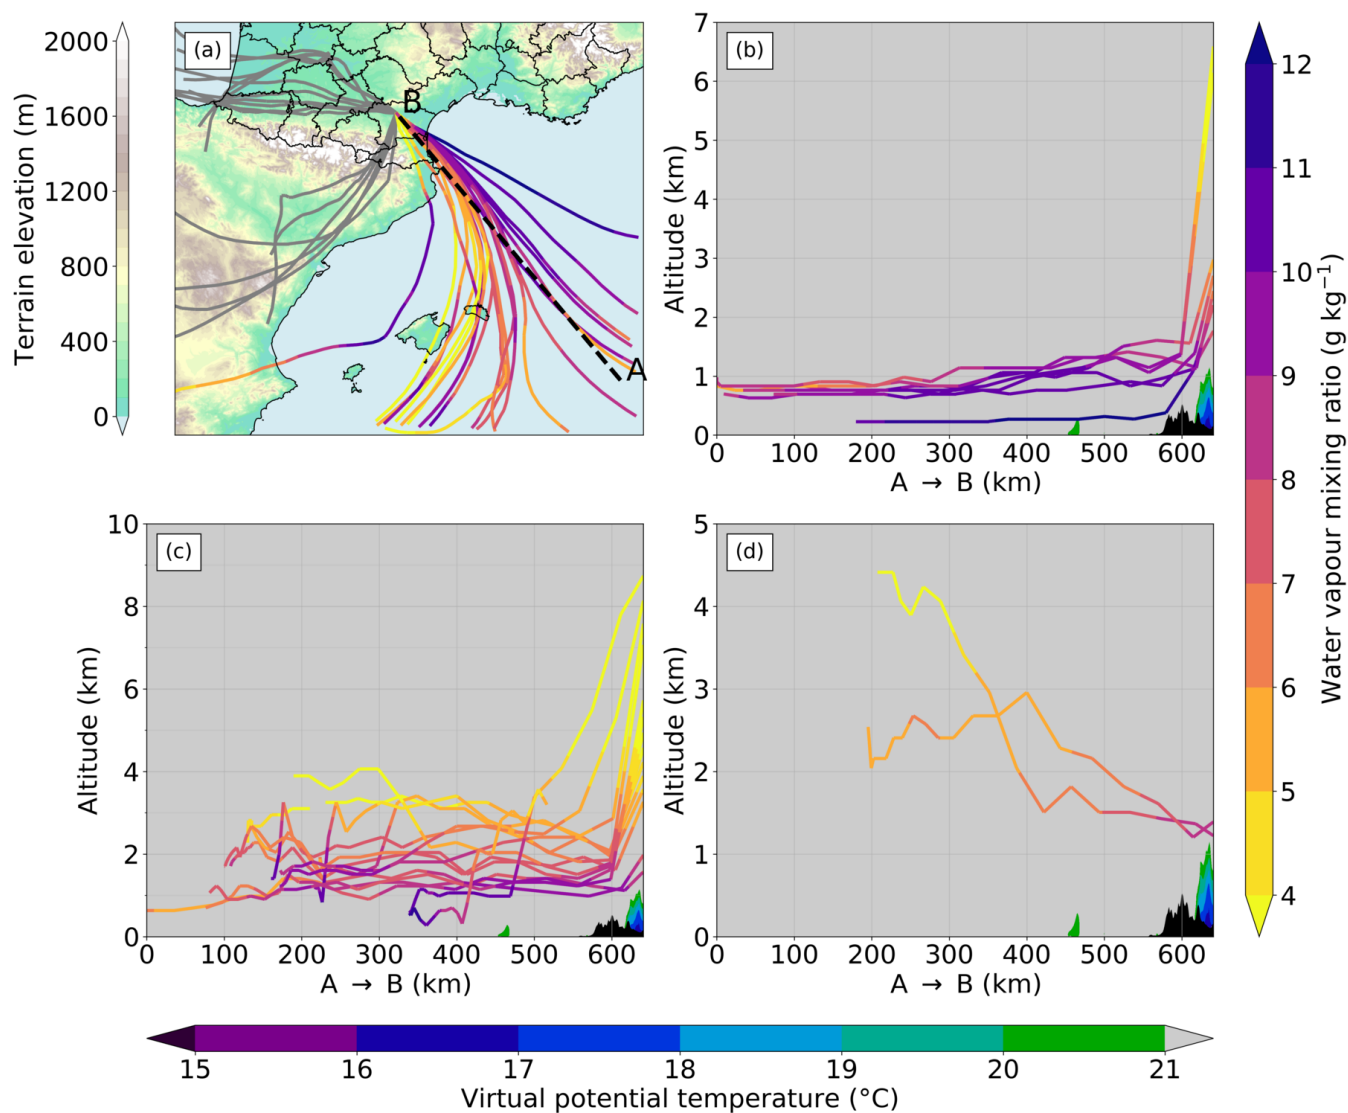 Terrain elevation (m)
2000
1600
1200
800
400
0
(a)
B
A
(b)
Altitude (km)
7
6
5
4
3
2
1
0
0 100 200 300 400 500 600
A → B (km)
Water vapour mixing ratio (g kg⁻¹)
12
11
10
9
8
7
6
5
4
(c)
Altitude (km)
10
8
6
4
2
0
0 100 200 300 400 500 600
A → B (km)
(d)
Altitude (km)
5
4
3
2
1
0
0 100 200 300 400 500 600
A → B (km)
15 16 17 18 19 20 21
Virtual potential temperature (°C)